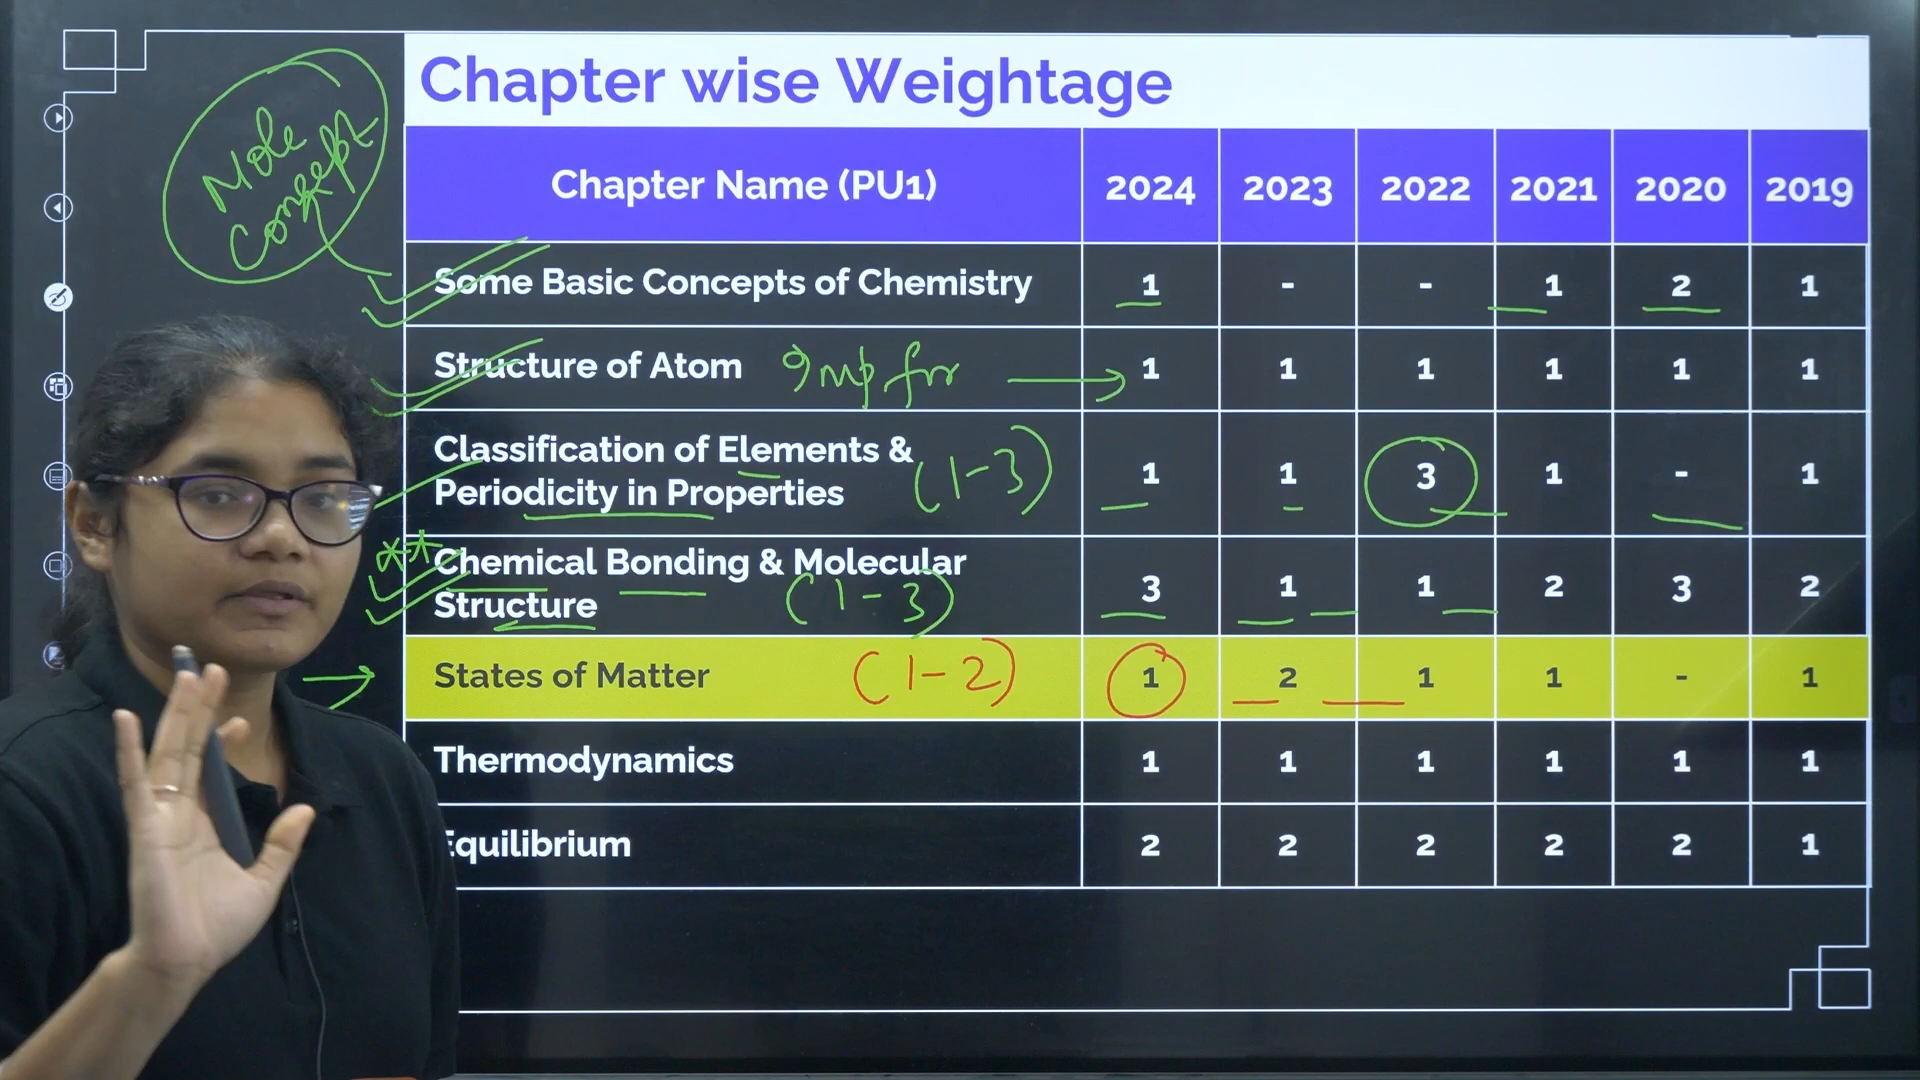 Chapter wise Weightage
Mole
Concept
Chapter Name (PU1) 2024 2023 2022 2021 2020 2019
Some Basic Concepts of Chemistry 1 - - 1 2 1
Structure of Atom 1 1 1 1 1 1
Classification of Elements &
Periodicity in Properties (1-3) 1 1 3 1 - 1
** Chemical Bonding & Molecular
Structure (1-3) 3 1 1 2 3 2
States of Matter (1-2) 1 2 1 1 - 1
Thermodynamics 1 1 1 1 1 1
Equilibrium 2 2 2 2 2 1